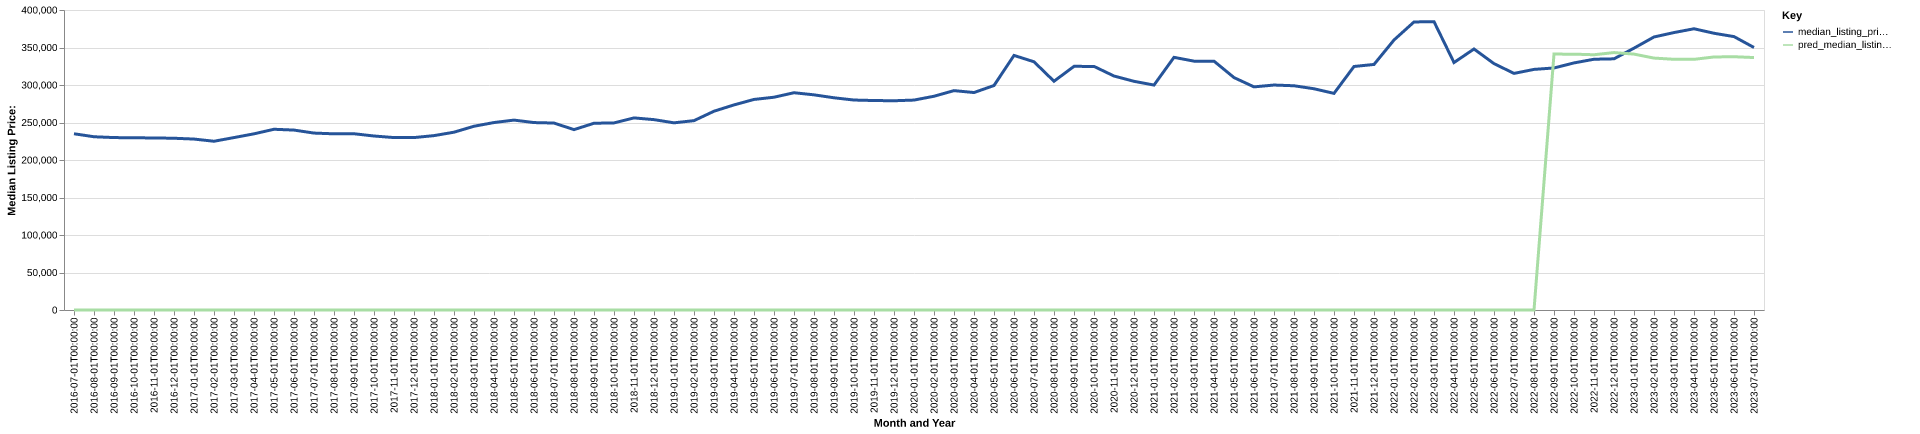 400,000
350,000
300,000
250,000
200,000
150,000
100,000
50,000
0
Median Listing Price:
2016-07-01T00:00:00
2016-08-01T00:00:00
2016-09-01T00:00:00
2016-10-01T00:00:00
2016-11-01T00:00:00
2016-12-01T00:00:00
2017-01-01T00:00:00
2017-02-01T00:00:00
2017-03-01T00:00:00
2017-04-01T00:00:00
2017-05-01T00:00:00
2017-06-01T00:00:00
2017-07-01T00:00:00
2017-08-01T00:00:00
2017-09-01T00:00:00
2017-10-01T00:00:00
2017-11-01T00:00:00
2017-12-01T00:00:00
2018-01-01T00:00:00
2018-02-01T00:00:00
2018-03-01T00:00:00
2018-04-01T00:00:00
2018-05-01T00:00:00
2018-06-01T00:00:00
2018-07-01T00:00:00
2018-08-01T00:00:00
2018-09-01T00:00:00
2018-10-01T00:00:00
2018-11-01T00:00:00
2018-12-01T00:00:00
2019-01-01T00:00:00
2019-02-01T00:00:00
2019-03-01T00:00:00
2019-04-01T00:00:00
2019-05-01T00:00:00
2019-06-01T00:00:00
2019-07-01T00:00:00
2019-08-01T00:00:00
2019-09-01T00:00:00
2019-10-01T00:00:00
2019-11-01T00:00:00
2019-12-01T00:00:00
2020-01-01T00:00:00
2020-02-01T00:00:00
2020-03-01T00:00:00
2020-04-01T00:00:00
2020-05-01T00:00:00
2020-06-01T00:00:00
2020-07-01T00:00:00
2020-08-01T00:00:00
2020-09-01T00:00:00
2020-10-01T00:00:00
2020-11-01T00:00:00
2020-12-01T00:00:00
2021-01-01T00:00:00
2021-02-01T00:00:00
2021-03-01T00:00:00
2021-04-01T00:00:00
2021-05-01T00:00:00
2021-06-01T00:00:00
2021-07-01T00:00:00
2021-08-01T00:00:00
2021-09-01T00:00:00
2021-10-01T00:00:00
2021-11-01T00:00:00
2021-12-01T00:00:00
2022-01-01T00:00:00
2022-02-01T00:00:00
2022-03-01T00:00:00
2022-04-01T00:00:00
2022-05-01T00:00:00
2022-06-01T00:00:00
2022-07-01T00:00:00
2022-08-01T00:00:00
2022-09-01T00:00:00
2022-10-01T00:00:00
2022-11-01T00:00:00
2022-12-01T00:00:00
2023-01-01T00:00:00
2023-02-01T00:00:00
2023-03-01T00:00:00
2023-04-01T00:00:00
2023-05-01T00:00:00
2023-06-01T00:00:00
2023-07-01T00:00:00
Month and Year
Key
median_listing_pri…
pred_median_listin…